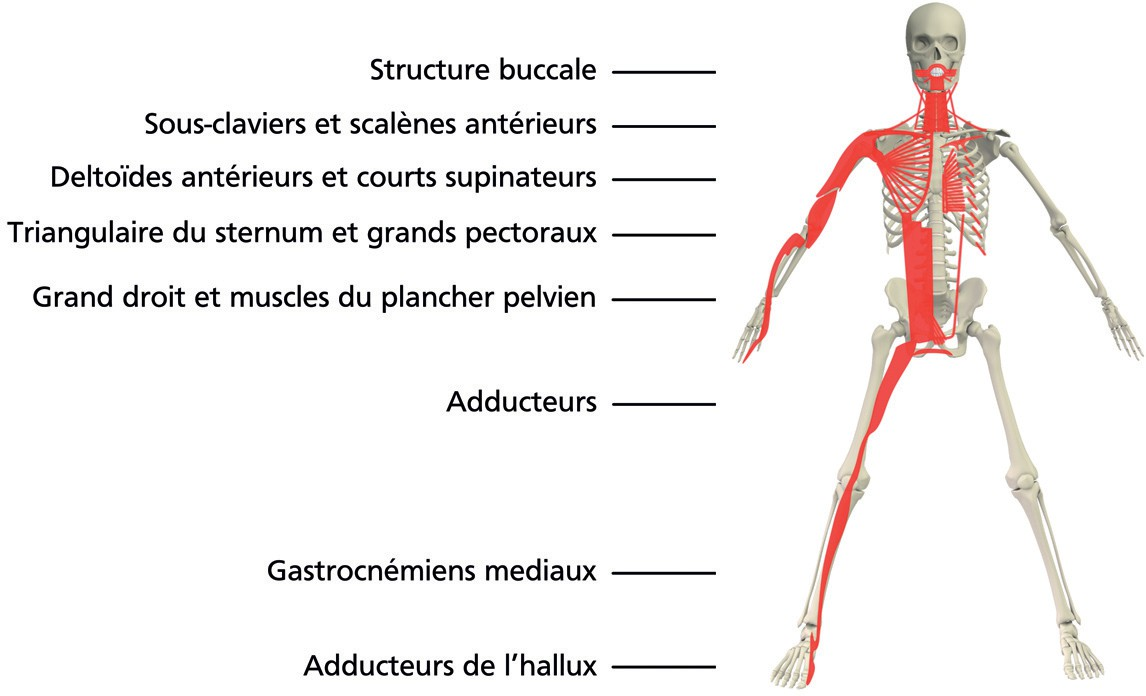 Structure buccale
Sous-claviers et scalènes antérieurs
Deltoïdes antérieurs et courts supinateurs
Triangulaire du sternum et grands pectoraux
Grand droit et muscles du plancher pelvien
Adducteurs
Gastrocnémiens mediaux
Adducteurs de l’hallux